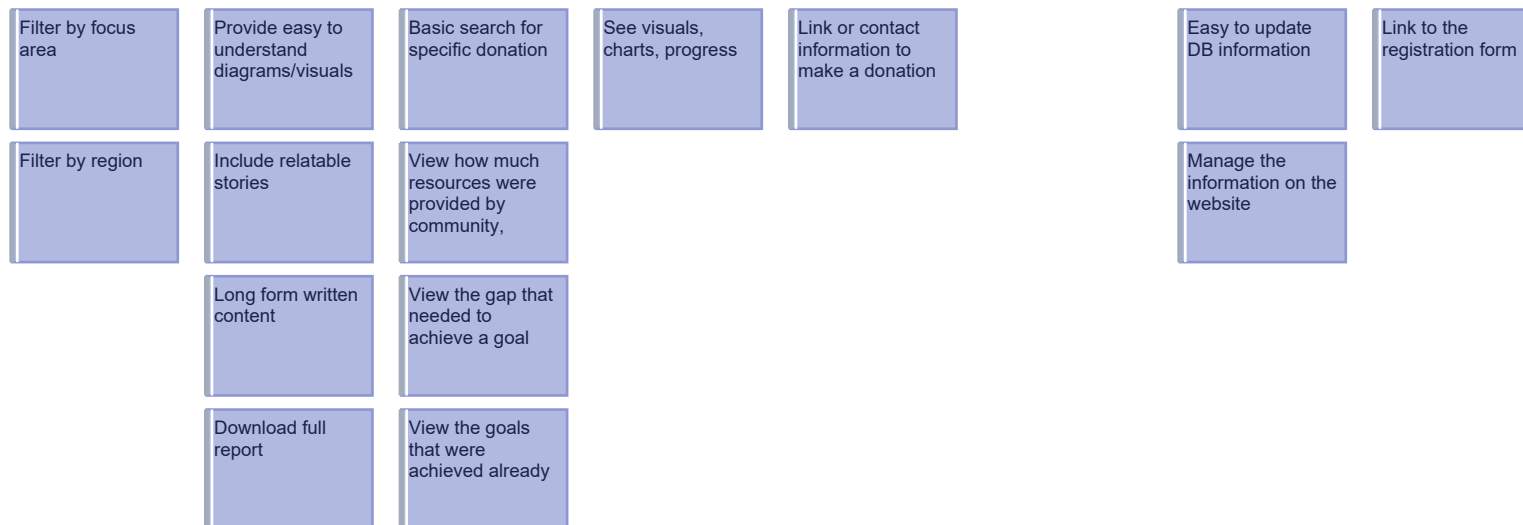 Filter by focus
area
Provide easy to
understand
diagrams/visuals
Basic search for
specific donation
See visuals,
charts, progress
Link or contact
information to
make a donation
Easy to update
DB information
Link to the
registration form
Filter by region
Include relatable
stories
View how much
resources were
provided by
community,
Manage the
information on the
website
Long form written
content
View the gap that
needed to
achieve a goal
Download full
report
View the goals
that were
achieved already